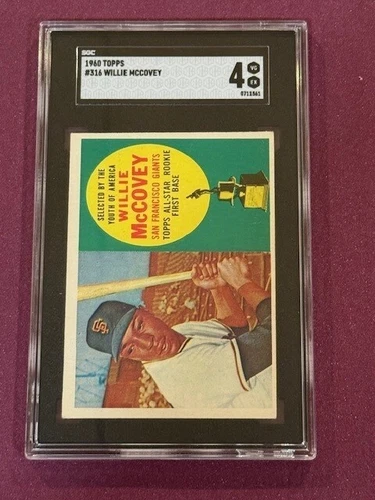 SGC
1960 TOPPS
#316 WILLIE MCCOVEY
4
VG
EX
0711861
SELECTED BY THE
YOUTH OF AMERICA
WILLIE
McCOVEY
SAN FRANCISCO GIANTS
TOPPS ALL-STAR ROOKIE
FIRST BASE
SF